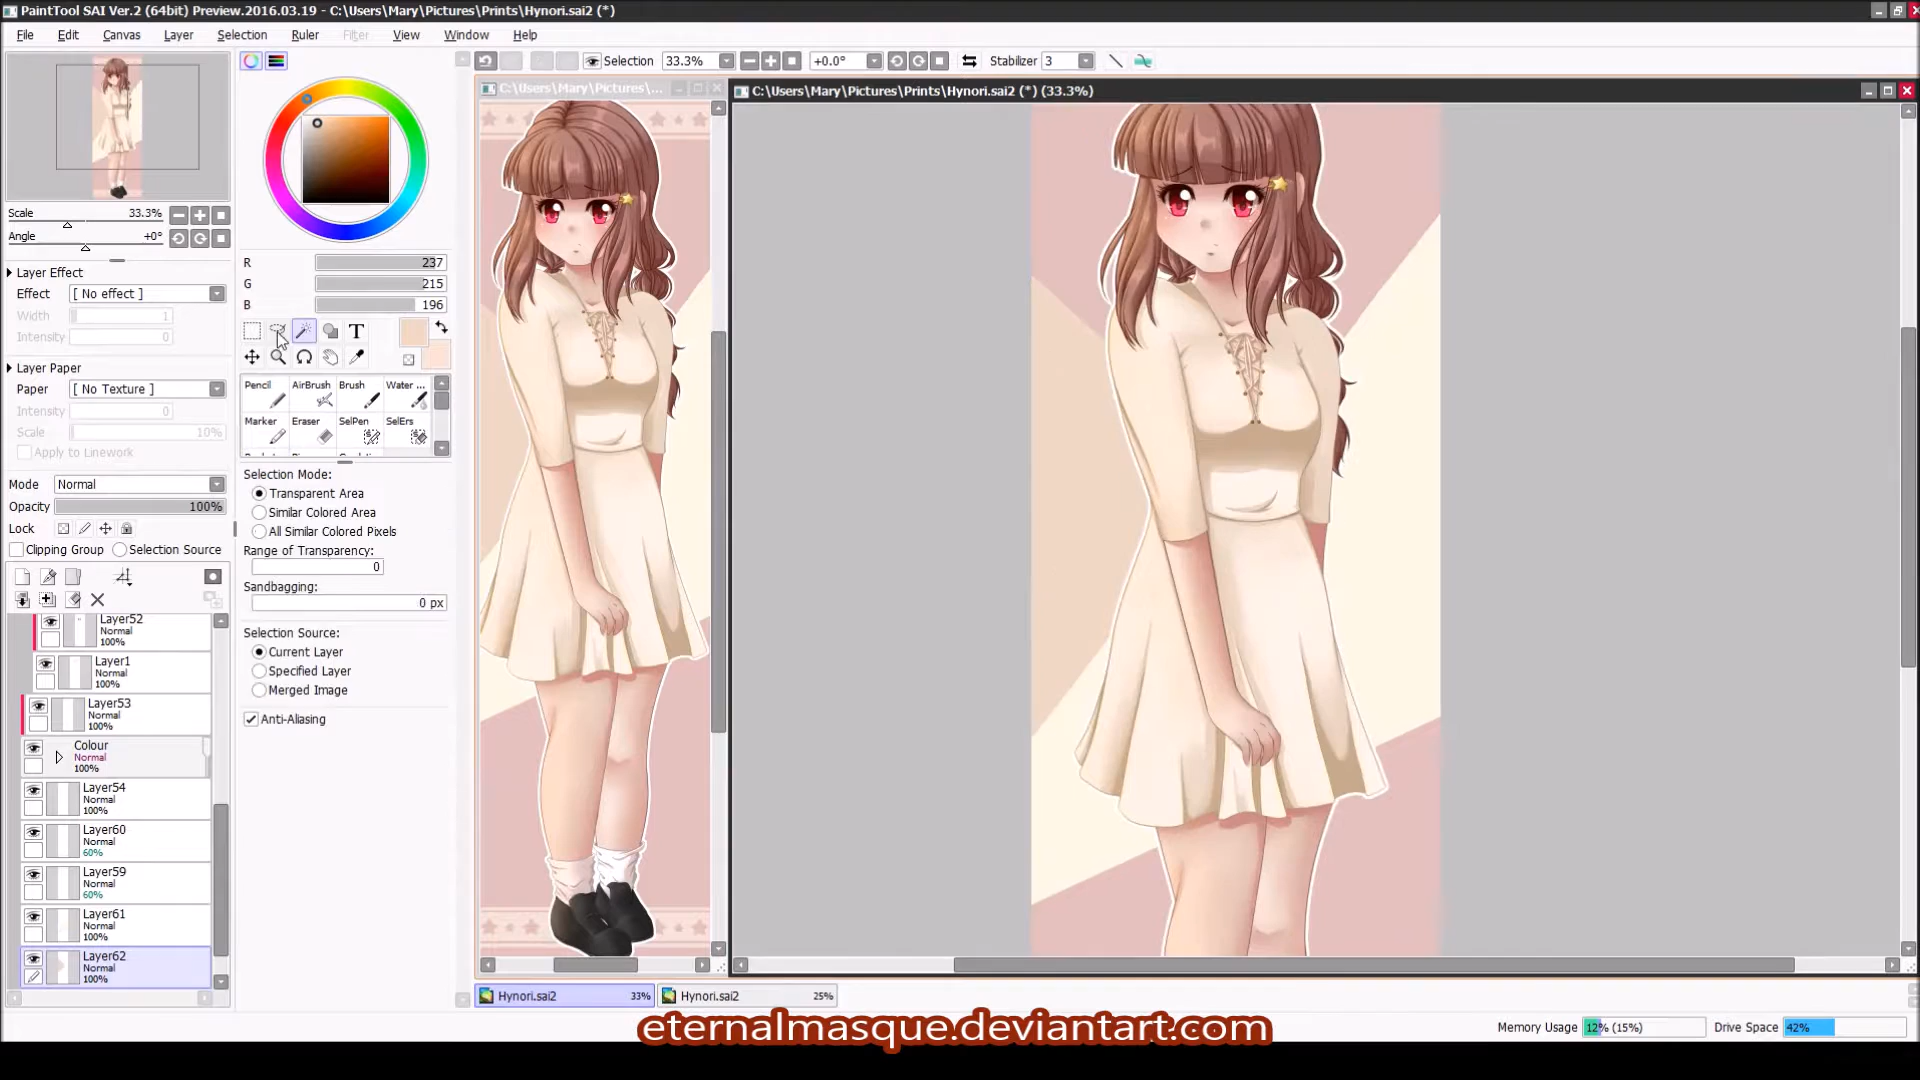 PaintTool SAI Ver.2 (64bit) Preview.2016.03.19 - C:\Users\Mary\Pictures\Prints\Hynori.sai2 (*)
File Edit Canvas Layer Selection Ruler Filter View Window Help
Selection 33.3% +0.0° Stabilizer 3
C:\Users\Mary\Pictures\...
C:\Users\Mary\Pictures\Prints\Hynori.sai2 (*) (33.3%)
Scale 33.3%
Angle +0°
Layer Effect
Effect [ No effect ]
Width 1
Intensity 0
Layer Paper
Paper [ No Texture ]
Intensity 0
Scale 10%
Apply to Linework
Mode Normal
Opacity 100%
Lock
Clipping Group Selection Source
Layer52
Normal
100%
Layer1
Normal
100%
Layer53
Normal
100%
Colour
Normal
100%
Layer54
Normal
100%
Layer60
Normal
60%
Layer59
Normal
60%
Layer61
Normal
100%
Layer62
Normal
100%
R 237
G 215
B 196
T
Pencil AirBrush Brush Water ...
Marker Eraser SelPen SelErs
Selection Mode:
Transparent Area
Similar Colored Area
All Similar Colored Pixels
Range of Transparency:
0
Sandbagging:
0 px
Selection Source:
Current Layer
Specified Layer
Merged Image
Anti-Aliasing
Hynori.sai2 33% Hynori.sai2 25%
eternalmasque.deviantart.com
Memory Usage 12% (15%) Drive Space 42%